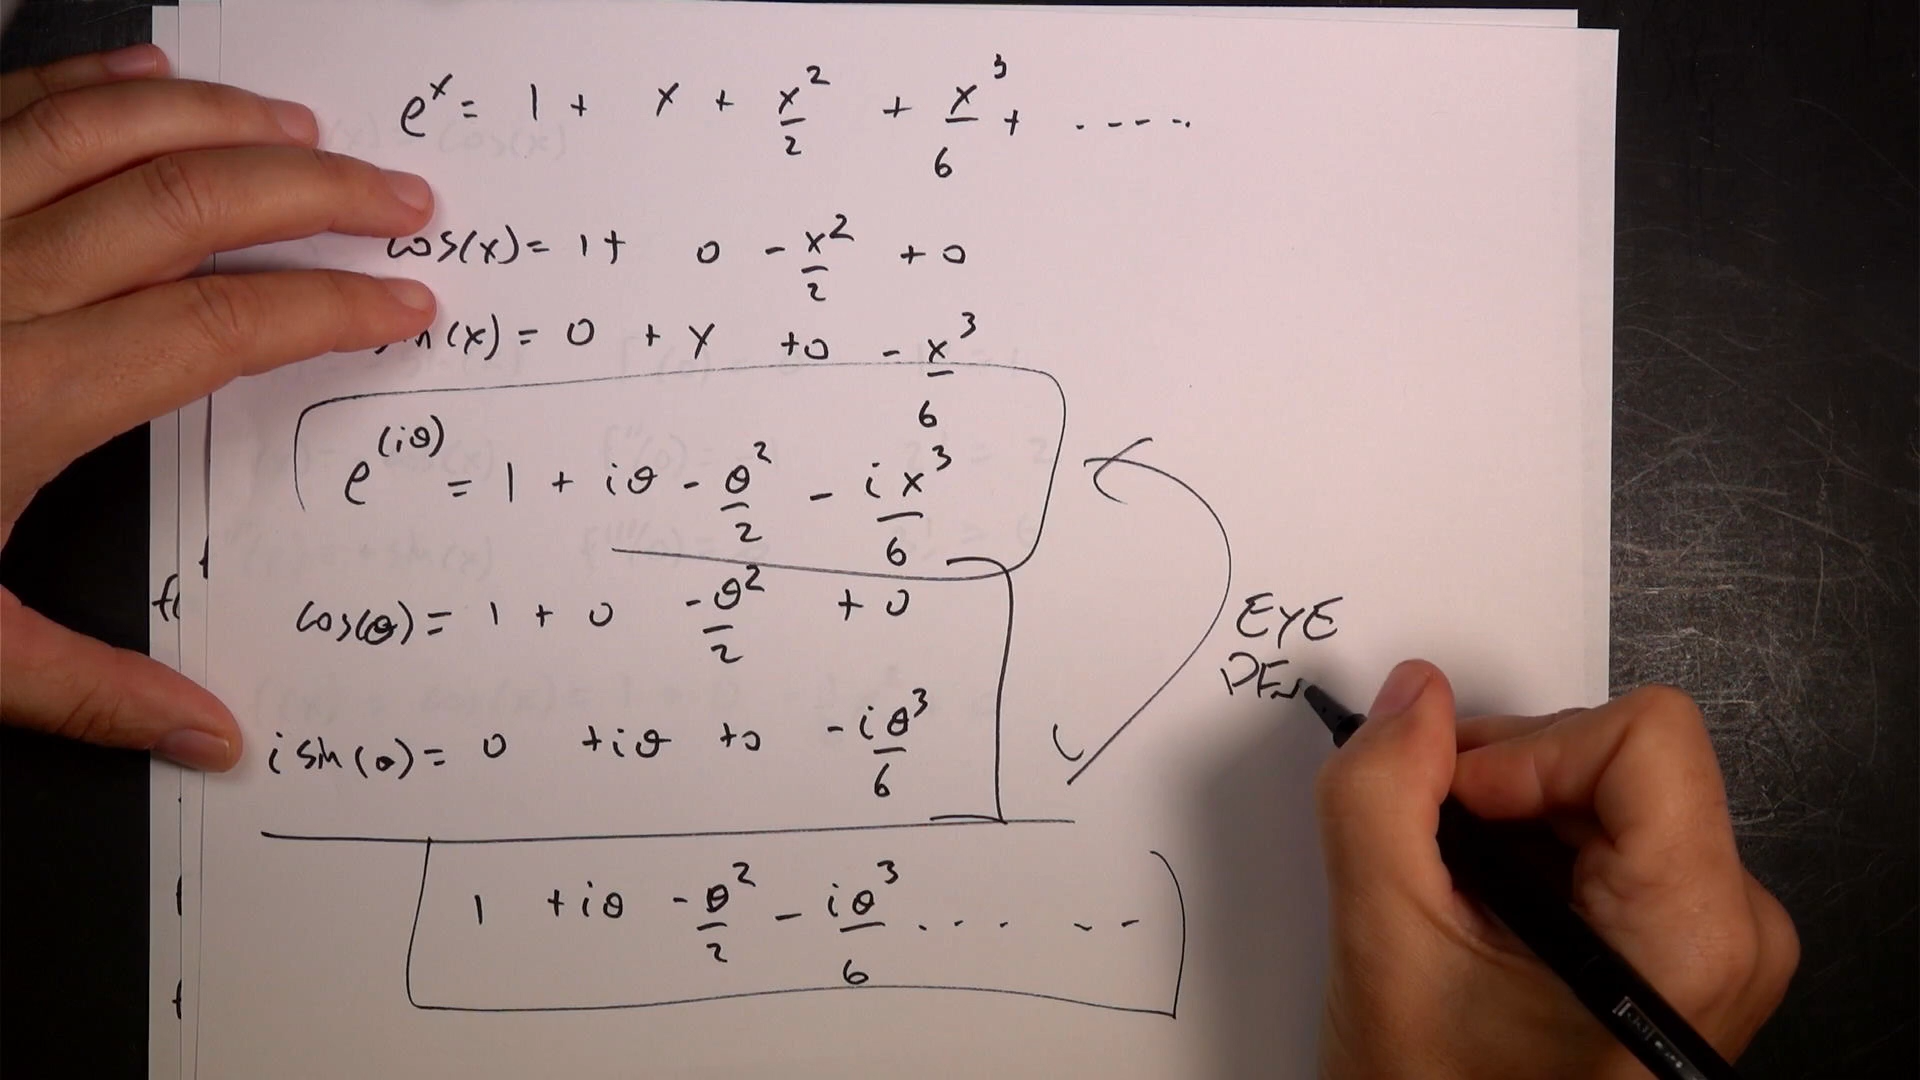 e^x = 1 + x + x^2/2 + x^3/6 + .....
cos(x) = 1 + 0 - x^2/2 + 0
sin(x) = 0 + x + 0 - x^3/6
e^(iθ) = 1 + iθ - θ^2/2 - ix^3/6
cos(θ) = 1 + 0 - θ^2/2 + 0
i sin(θ) = 0 + iθ + 0 - iθ^3/6
1 + iθ - θ^2/2 - iθ^3/6 .... --
EYE